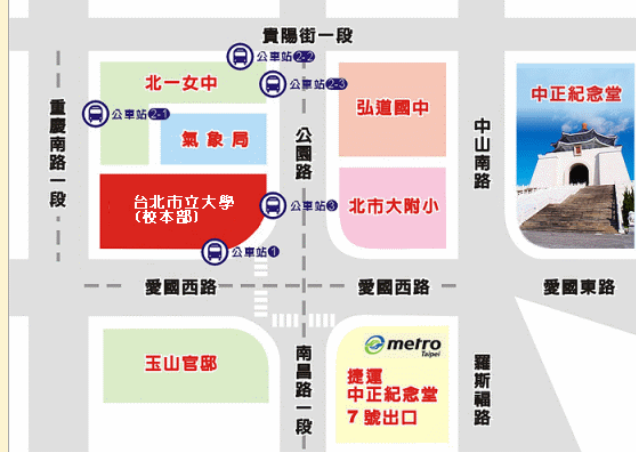 貴陽街一段
公車站2-2
北一女中
公車站2-3
中正紀念堂
重慶南路一段
公車站2-1
弘道國中
氣象局
公園路
中山南路
台北市立大學
(校本部)
公車站3
北市大附小
公車站1
愛國西路
愛國西路
愛國東路
玉山官邸
南昌路一段
metro
Taipei
捷運
中正紀念堂
7號出口
羅斯福路